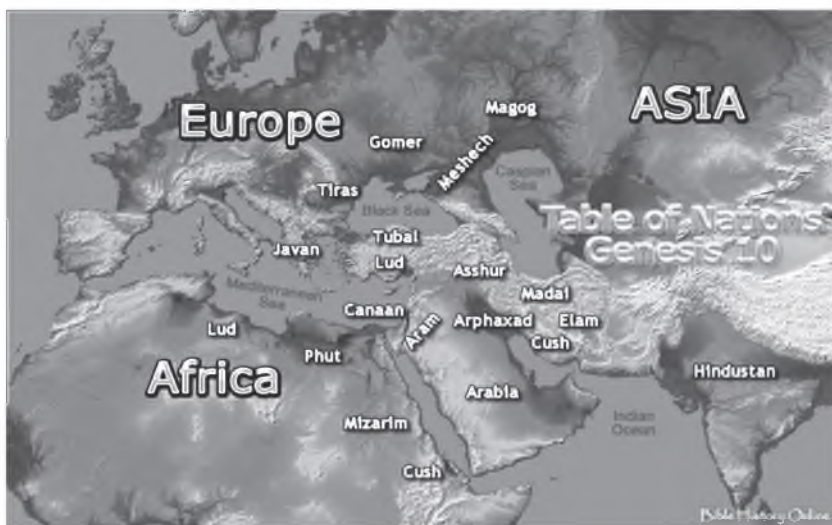 Europe
ASIA
Magog
Gomer
Meshech
Caspian
Sea
Tiras
Black Sea
Table of Nations
Genesis 10
Tubal
Javan
Lud
Asshur
Mediterranean
Sea
Madai
Canaan
Aram
Arphaxad
Elam
Lud
Cush
Phut
Africa
Hindustan
Arabia
Mizarim
Indian
Ocean
Cush
Bible History Online